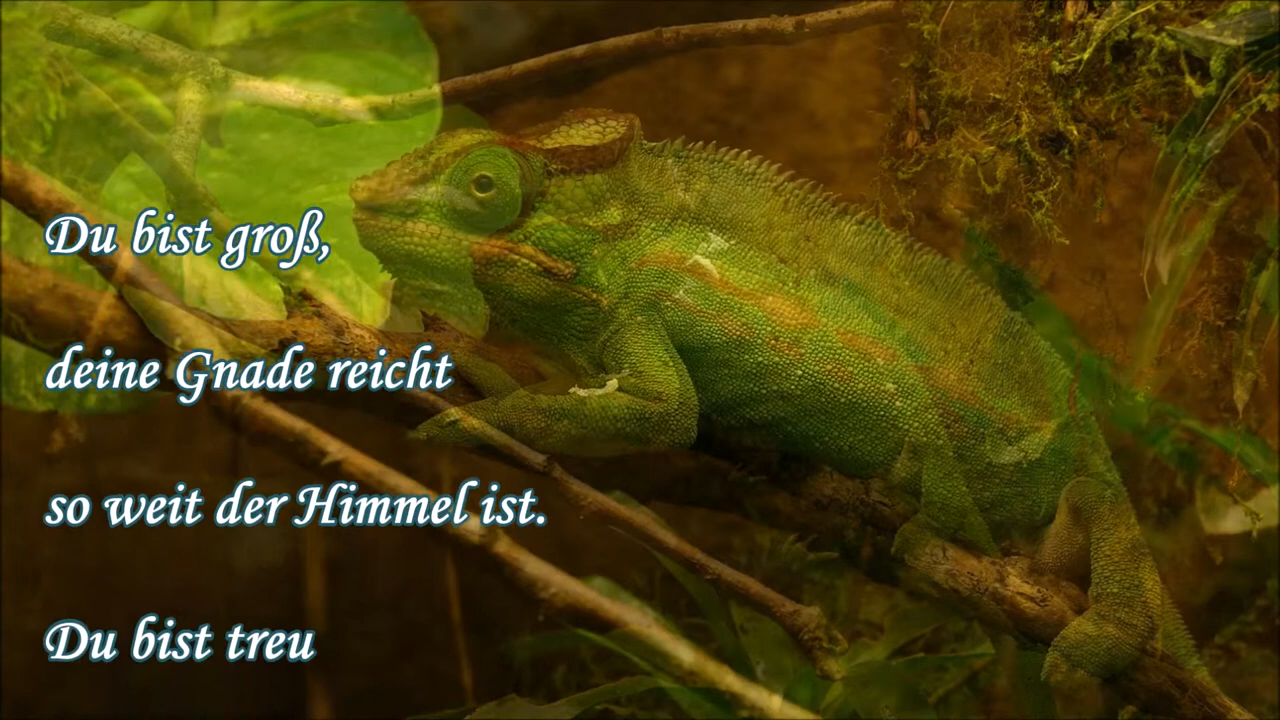 Du bist groß,
deine Gnade reicht
so weit der Himmel ist.
Du bist treu